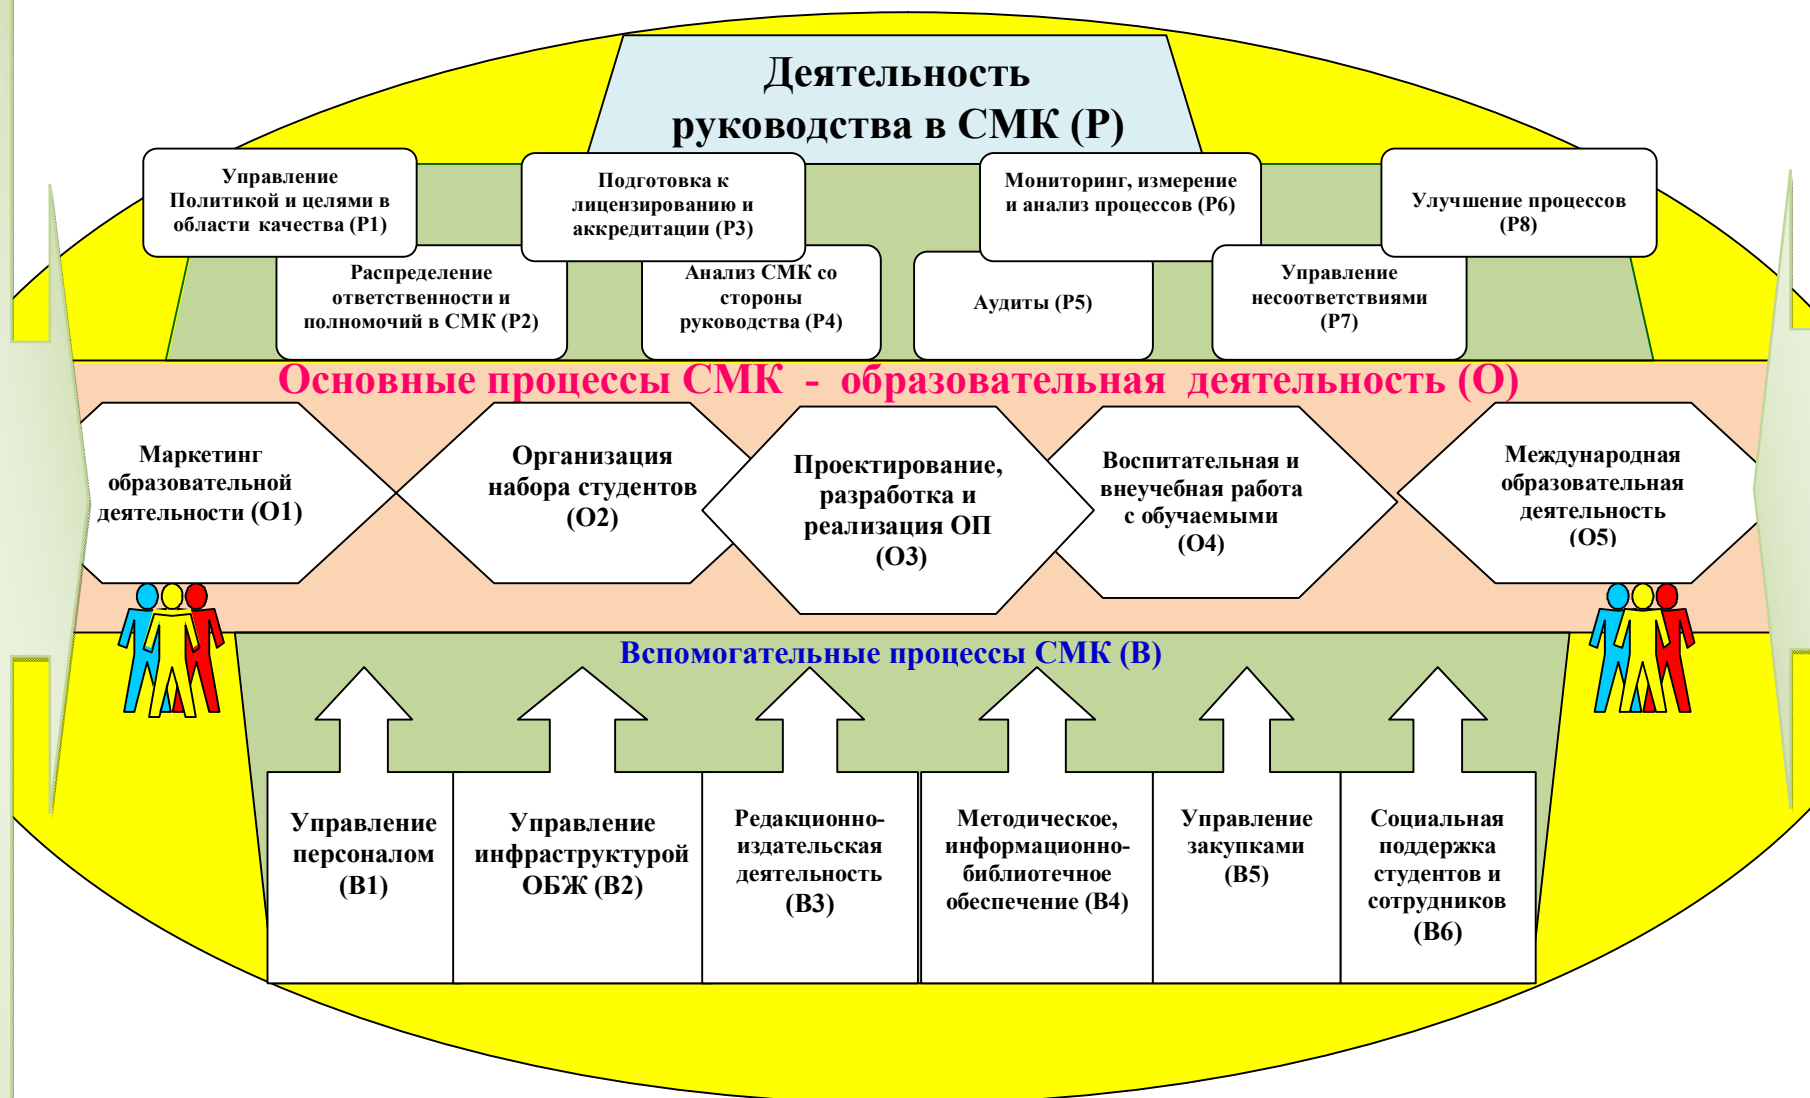 Деятельность
руководства в СМК (Р)
Управление
Политикой и целями в
области качества (Р1)
Подготовка к
лицензированию и
аккредитации (Р3)
Мониторинг, измерение
и анализ процессов (Р6)
Улучшение процессов
(Р8)
Распределение
ответственности и
полномочий в СМК (Р2)
Анализ СМК со
стороны
руководства (Р4)
Аудиты (Р5)
Управление
несоответствиями
(Р7)
Основные процессы СМК - образовательная деятельность (О)
Маркетинг
образовательной
деятельности (О1)
Организация
набора студентов
(О2)
Проектирование,
разработка и
реализация ОП
(О3)
Воспитательная и
внеучебная работа
с обучаемыми
(О4)
Международная
образовательная
деятельность
(О5)
Вспомогательные процессы СМК (В)
Управление
персоналом
(В1)
Управление
инфраструктурой
ОБЖ (В2)
Редакционно-
издательская
деятельность
(В3)
Методическое,
информационно-
библиотечное
обеспечение (В4)
Управление
закупками
(В5)
Социальная
поддержка
студентов и
сотрудников
(В6)